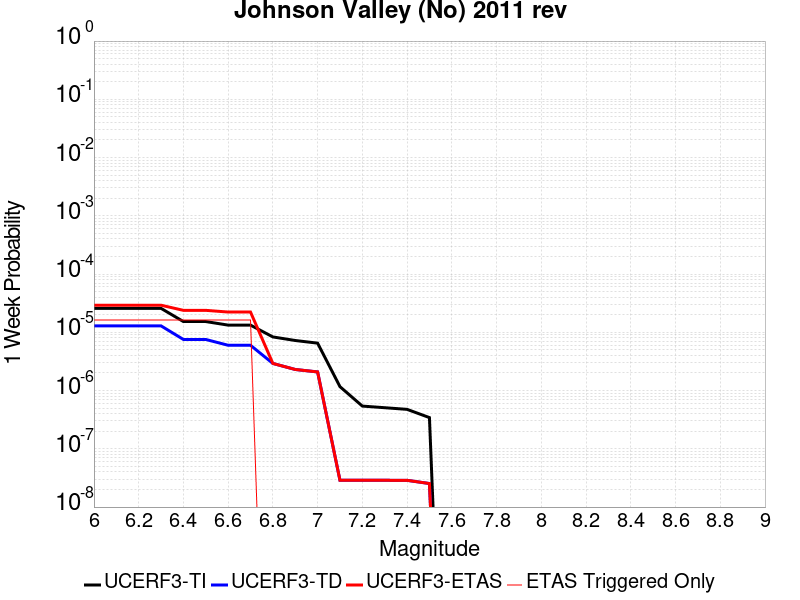 Johnson Valley (No) 2011 rev
10 0
10 -1
10 -2
10 -3
10 -4
10 -5
10 -6
10 -7
10 -8
1 Week Probability
6 6.2 6.4 6.6 6.8 7 7.2 7.4 7.6 7.8 8 8.2 8.4 8.6 8.8 9
Magnitude
UCERF3-TI UCERF3-TD UCERF3-ETAS ETAS Triggered Only